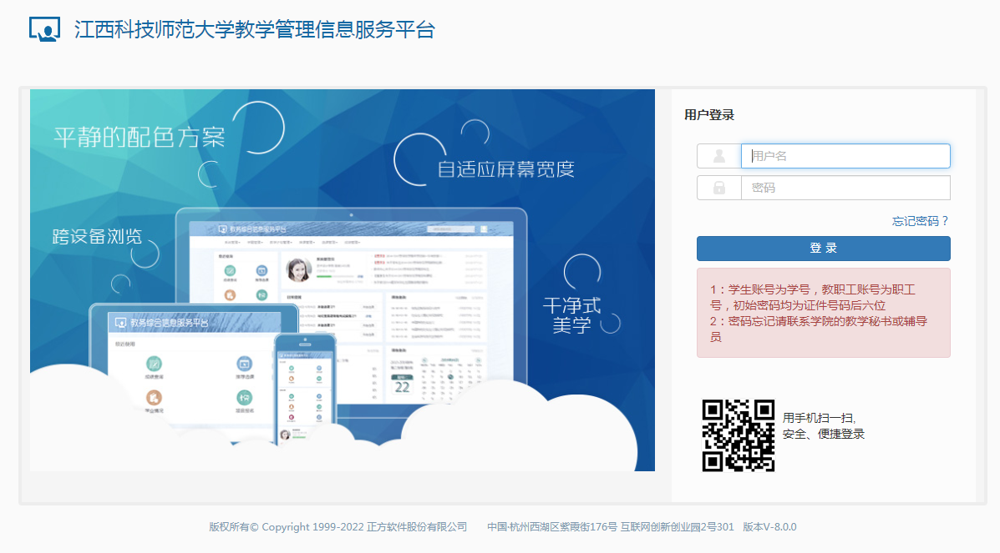 江西科技师范大学教学管理信息服务平台
平静的配色方案
自适应屏幕宽度
跨设备浏览
干净式
美学
教务综合信息服务平台
教务综合信息服务平台
22
用户登录
用户名
密码
忘记密码？
登 录
1：学生账号为学号，教职工账号为职工
号，初始密码均为证件号码后六位
2：密码忘记请联系学院的教学秘书或辅导
员
用手机扫一扫,
安全、便捷登录
版权所有© Copyright 1999-2022 正方软件股份有限公司 中国·杭州西湖区紫霞街176号 互联网创新创业园2号301 版本V-8.0.0